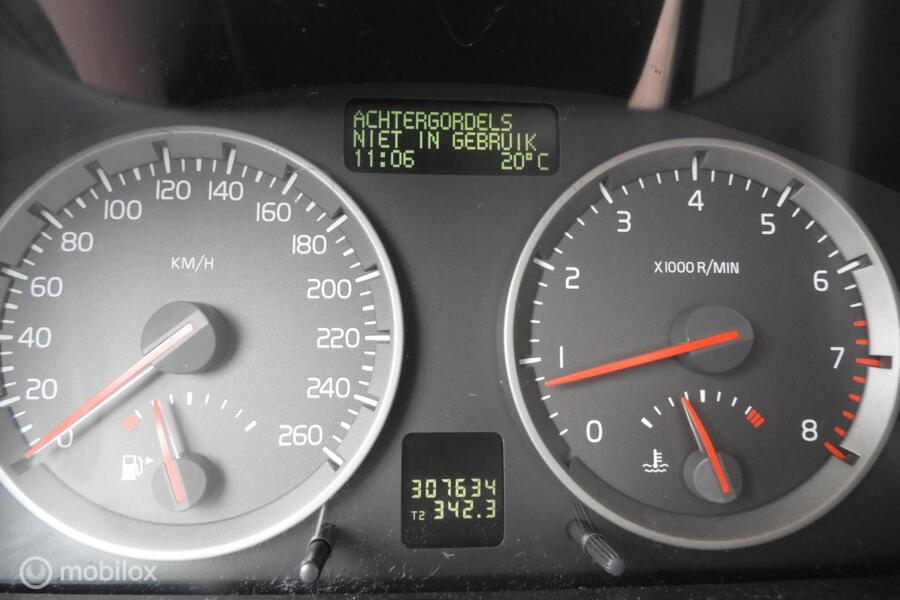 ACHTERGORDELS
NIET IN GEBRUIK
11:06 20°C
0 20 40 60 80 100 120 140 160 180 200 220 240 260
KM/H
0 1 2 3 4 5 6 7 8
X1000 R/MIN
307634
T2 342.3
mobilox